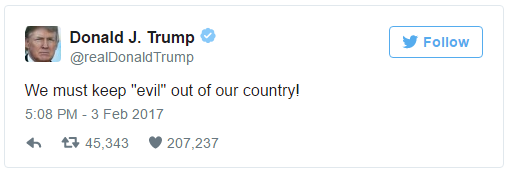 Donald J. Trump
@realDonaldTrump
Follow
We must keep "evil" out of our country!
5:08 PM - 3 Feb 2017
45,343 207,237